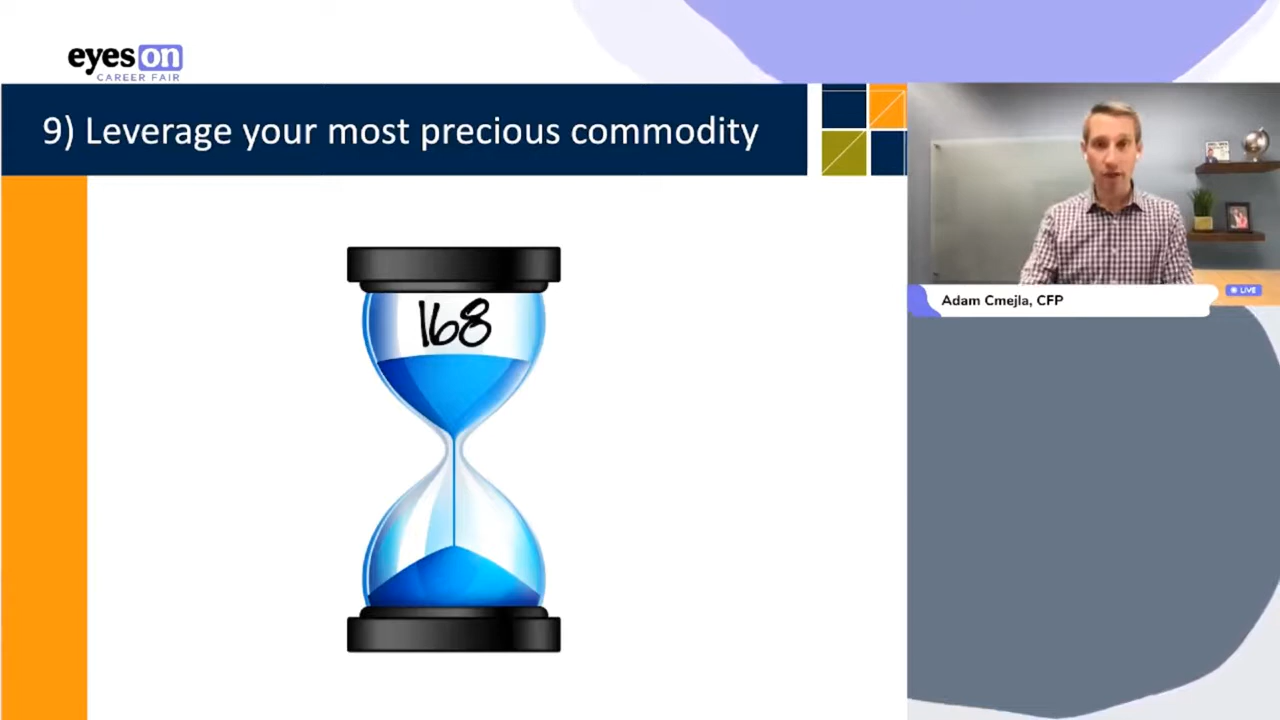 eyes on
CAREER FAIR
9) Leverage your most precious commodity
168
Adam Cmejla, CFP
LIVE